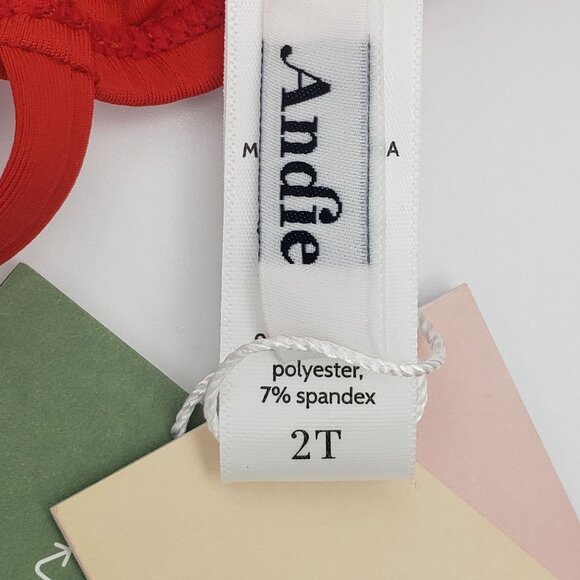 Andie
M A
polyester,
7% spandex
2T